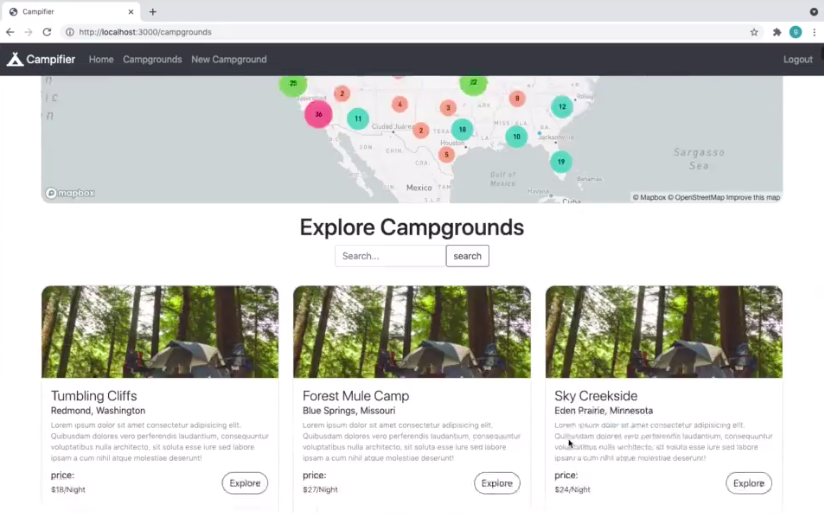 Campifier
http://localhost:3000/campgrounds
Campifier Home Campgrounds New Campground Logout
25
2
22
36
11
4
3
8
12
2
18
10
5
19
Ciudad Juárez
TEXAS
Houston
Jacksonville
Mexico
Gulf of
Mexico
Havana
Bahamas
Cuba
Sargasso
Sea
mapbox
© Mapbox © OpenStreetMap Improve this map
Explore Campgrounds
Search... search
Tumbling Cliffs
Redmond, Washington
Lorem ipsum dolor sit amet consectetur adipisicing elit.
Quibusdam dolores vero perferendis laudantium, consequuntur
voluptatibus nulla architecto, sit soluta esse iure sed labore
ipsam a cum nihil atque molestiae deserunt!
price:
$18/Night
Explore
Forest Mule Camp
Blue Springs, Missouri
Lorem ipsum dolor sit amet consectetur adipisicing elit.
Quibusdam dolores vero perferendis laudantium, consequuntur
voluptatibus nulla architecto, sit soluta esse iure sed labore
ipsam a cum nihil atque molestiae deserunt!
price:
$27/Night
Explore
Sky Creekside
Eden Prairie, Minnesota
Lorem ipsum dolor sit amet consectetur adipisicing elit.
Quibusdam dolores vero perferendis laudantium, consequuntur
voluptatibus nulla architecto, sit soluta esse iure sed labore
ipsam a cum nihil atque molestiae deserunt!
price:
$24/Night
Explore